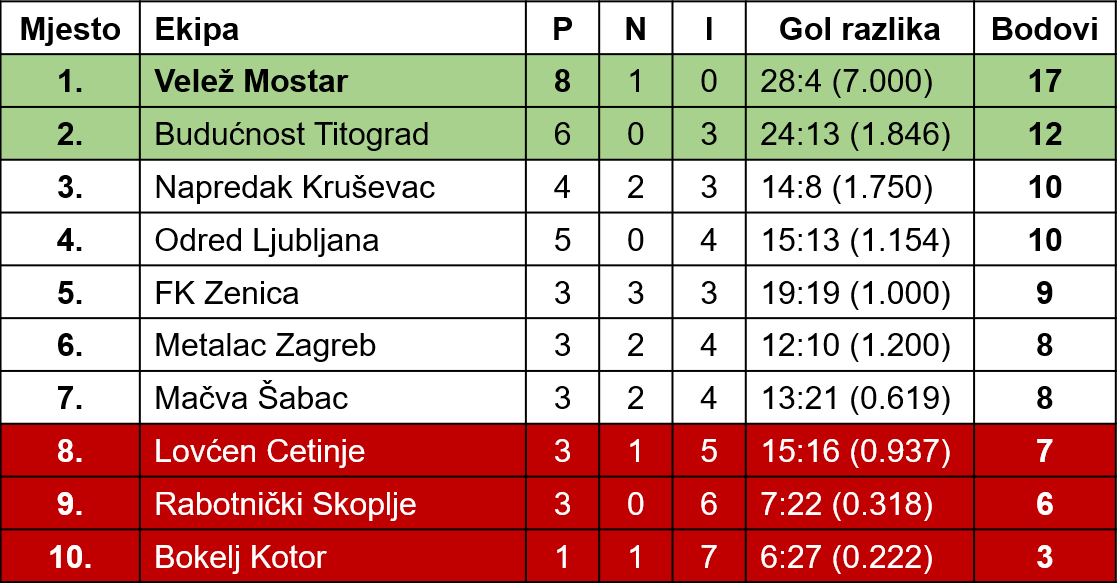 Mjesto Ekipa P N I Gol razlika Bodovi
1. Velež Mostar 8 1 0 28:4 (7.000) 17
2. Budućnost Titograd 6 0 3 24:13 (1.846) 12
3. Napredak Kruševac 4 2 3 14:8 (1.750) 10
4. Odred Ljubljana 5 0 4 15:13 (1.154) 10
5. FK Zenica 3 3 3 19:19 (1.000) 9
6. Metalac Zagreb 3 2 4 12:10 (1.200) 8
7. Mačva Šabac 3 2 4 13:21 (0.619) 8
8. Lovćen Cetinje 3 1 5 15:16 (0.937) 7
9. Rabotnički Skoplje 3 0 6 7:22 (0.318) 6
10. Bokelj Kotor 1 1 7 6:27 (0.222) 3